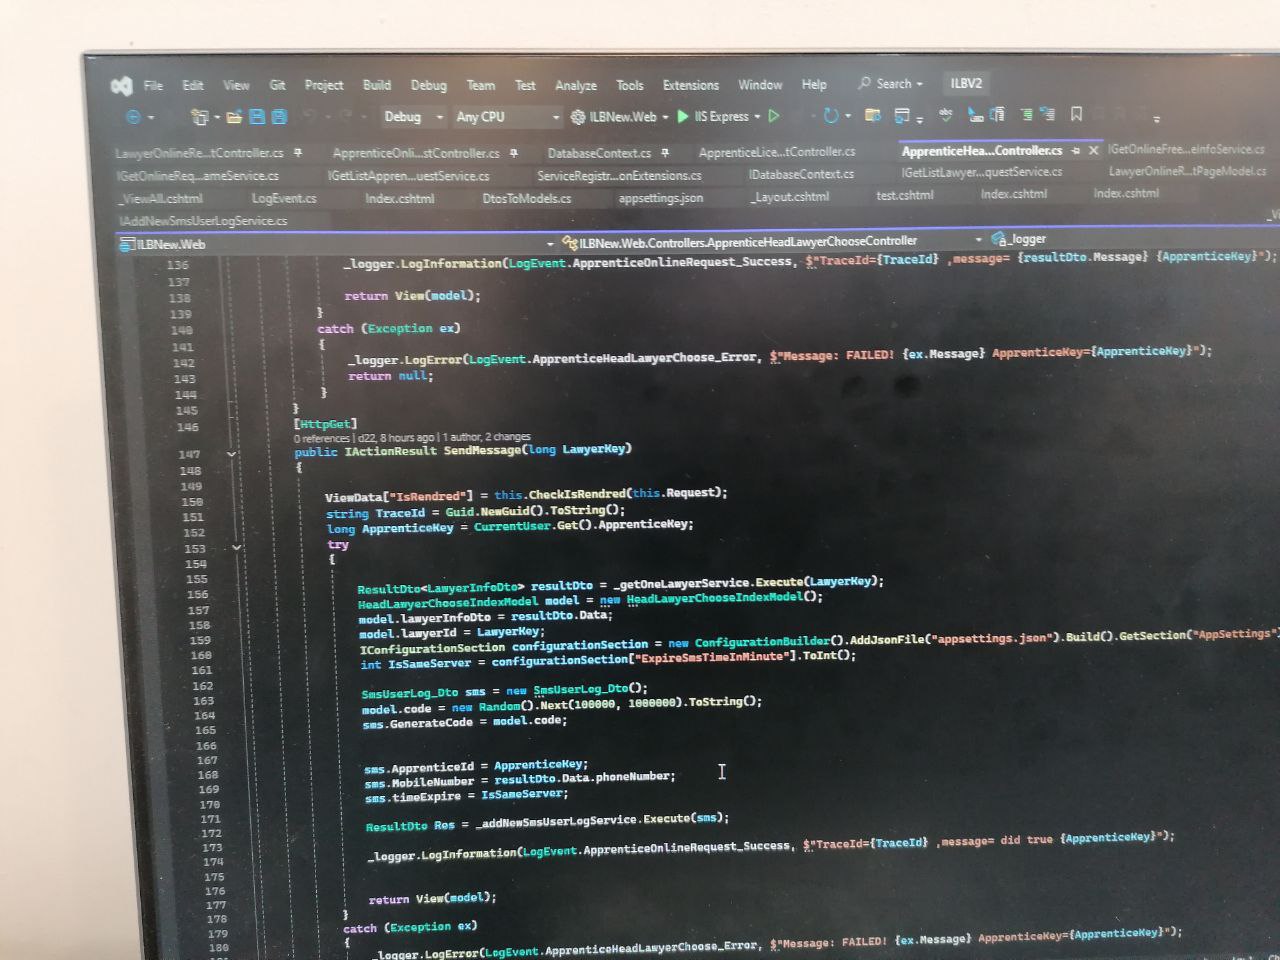 File Edit View Git Project Build Debug Team Test Analyze Tools Extensions Window Help Search ILBV2
Debug Any CPU ILBNew.Web IIS Express
LawyerOnlineRe...tController.cs ApprenticeOnli...stController.cs DatabaseContext.cs ApprenticeLice...tController.cs ApprenticeHea...Controller.cs IGetOnlineFree...eInfoService.cs
IGetOnlineReq...ameService.cs IGetListAppren...uestService.cs ServiceRegistr...onExtensions.cs IDatabaseContext.cs IGetListLawyer...questService.cs LawyerOnlineR...tPageModel.cs
_ViewAll.cshtml LogEvent.cs Index.cshtml DtosToModels.cs appsettings.json _Layout.cshtml test.cshtml Index.cshtml Index.cshtml
IAddNewSmsUserLogService.cs
ILBNew.Web ILBNew.Web.Controllers.ApprenticeHeadLawyerChooseController _logger
136 _logger.LogInformation(LogEvent.ApprenticeOnlineRequest_Success, $"TraceId={TraceId} ,message= {resultDto.Message} {ApprenticeKey}");
137
138 return View(model);
139 }
140 catch (Exception ex)
141 {
142 _logger.LogError(LogEvent.ApprenticeHeadLawyerChoose_Error, $"Message: FAILED! {ex.Message} ApprenticeKey={ApprenticeKey}");
143 return null;
144 }
145 }
146 [HttpGet]
0 references | d22, 8 hours ago | 1 author, 2 changes
147 public IActionResult SendMessage(long LawyerKey)
148 {
149
150 ViewData["IsRendred"] = this.CheckIsRendred(this.Request);
151 string TraceId = Guid.NewGuid().ToString();
152 long ApprenticeKey = CurrentUser.Get().ApprenticeKey;
153 try
154 {
155
156 ResultDto<LawyerInfoDto> resultDto = _getOneLawyerService.Execute(LawyerKey);
157 HeadLawyerChooseIndexModel model = new HeadLawyerChooseIndexModel();
158 model.lawyerInfoDto = resultDto.Data;
159 model.lawyerId = LawyerKey;
160 IConfigurationSection configurationSection = new ConfigurationBuilder().AddJsonFile("appsettings.json").Build().GetSection("AppSettings")
161 int IsSameServer = configurationSection["ExpireSmsTimeInMinute"].ToInt();
162
163 SmsUserLog_Dto sms = new SmsUserLog_Dto();
164 model.code = new Random().Next(100000, 1000000).ToString();
165 sms.GenerateCode = model.code;
166
167
168 sms.ApprenticeId = ApprenticeKey;
169 sms.MobileNumber = resultDto.Data.phoneNumber;
170 sms.timeExpire = IsSameServer;
171
172 ResultDto Res = _addNewSmsUserLogService.Execute(sms);
173
174 _logger.LogInformation(LogEvent.ApprenticeOnlineRequest_Success, $"TraceId={TraceId} ,message= did true {ApprenticeKey}");
175
176
177 return View(model);
178 }
179 catch (Exception ex)
180 {
181 _logger.LogError(LogEvent.ApprenticeHeadLawyerChoose_Error, $"Message: FAILED! {ex.Message} ApprenticeKey={ApprenticeKey}");